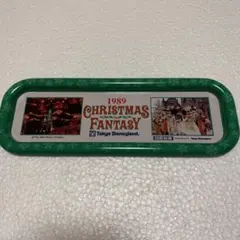 1989
CHRISTMAS
FANTASY
Tokyo Disneyland